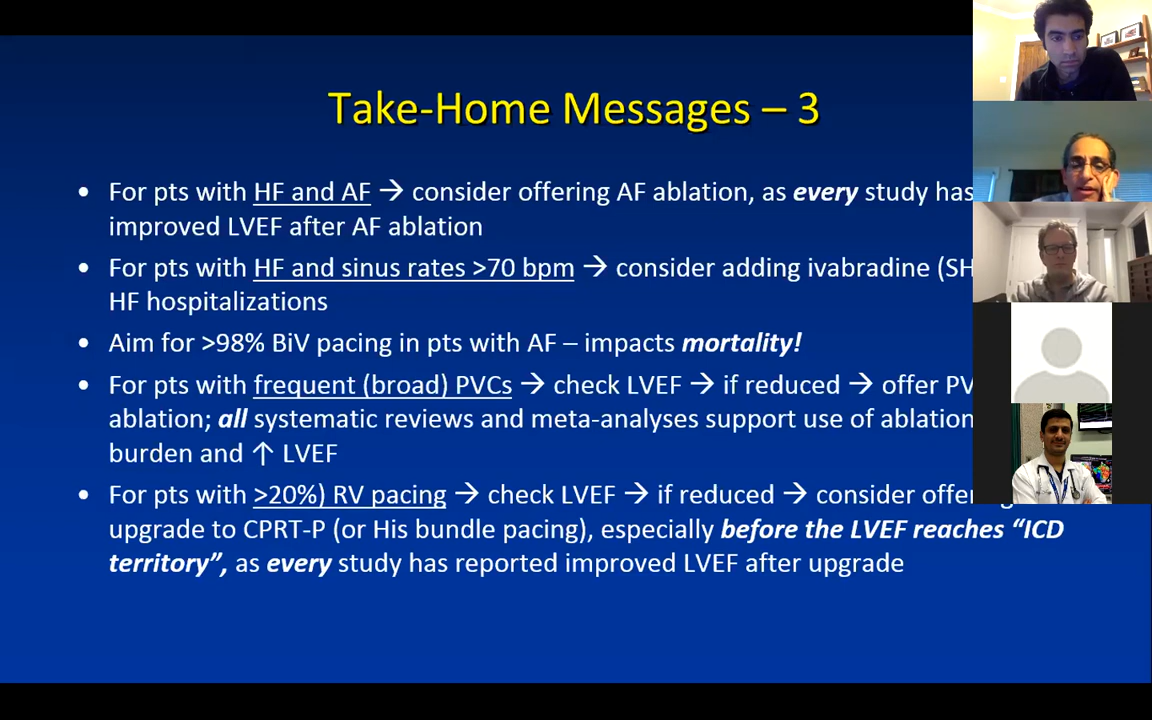 Take-Home Messages – 3
• For pts with HF and AF → consider offering AF ablation, as every study has
improved LVEF after AF ablation
• For pts with HF and sinus rates >70 bpm → consider adding ivabradine (SH
HF hospitalizations
• Aim for >98% BiV pacing in pts with AF – impacts mortality!
• For pts with frequent (broad) PVCs → check LVEF → if reduced → offer PV
ablation; all systematic reviews and meta-analyses support use of ablation
burden and ↑ LVEF
• For pts with >20%) RV pacing → check LVEF → if reduced → consider offering
upgrade to CPRT-P (or His bundle pacing), especially before the LVEF reaches “ICD
territory”, as every study has reported improved LVEF after upgrade